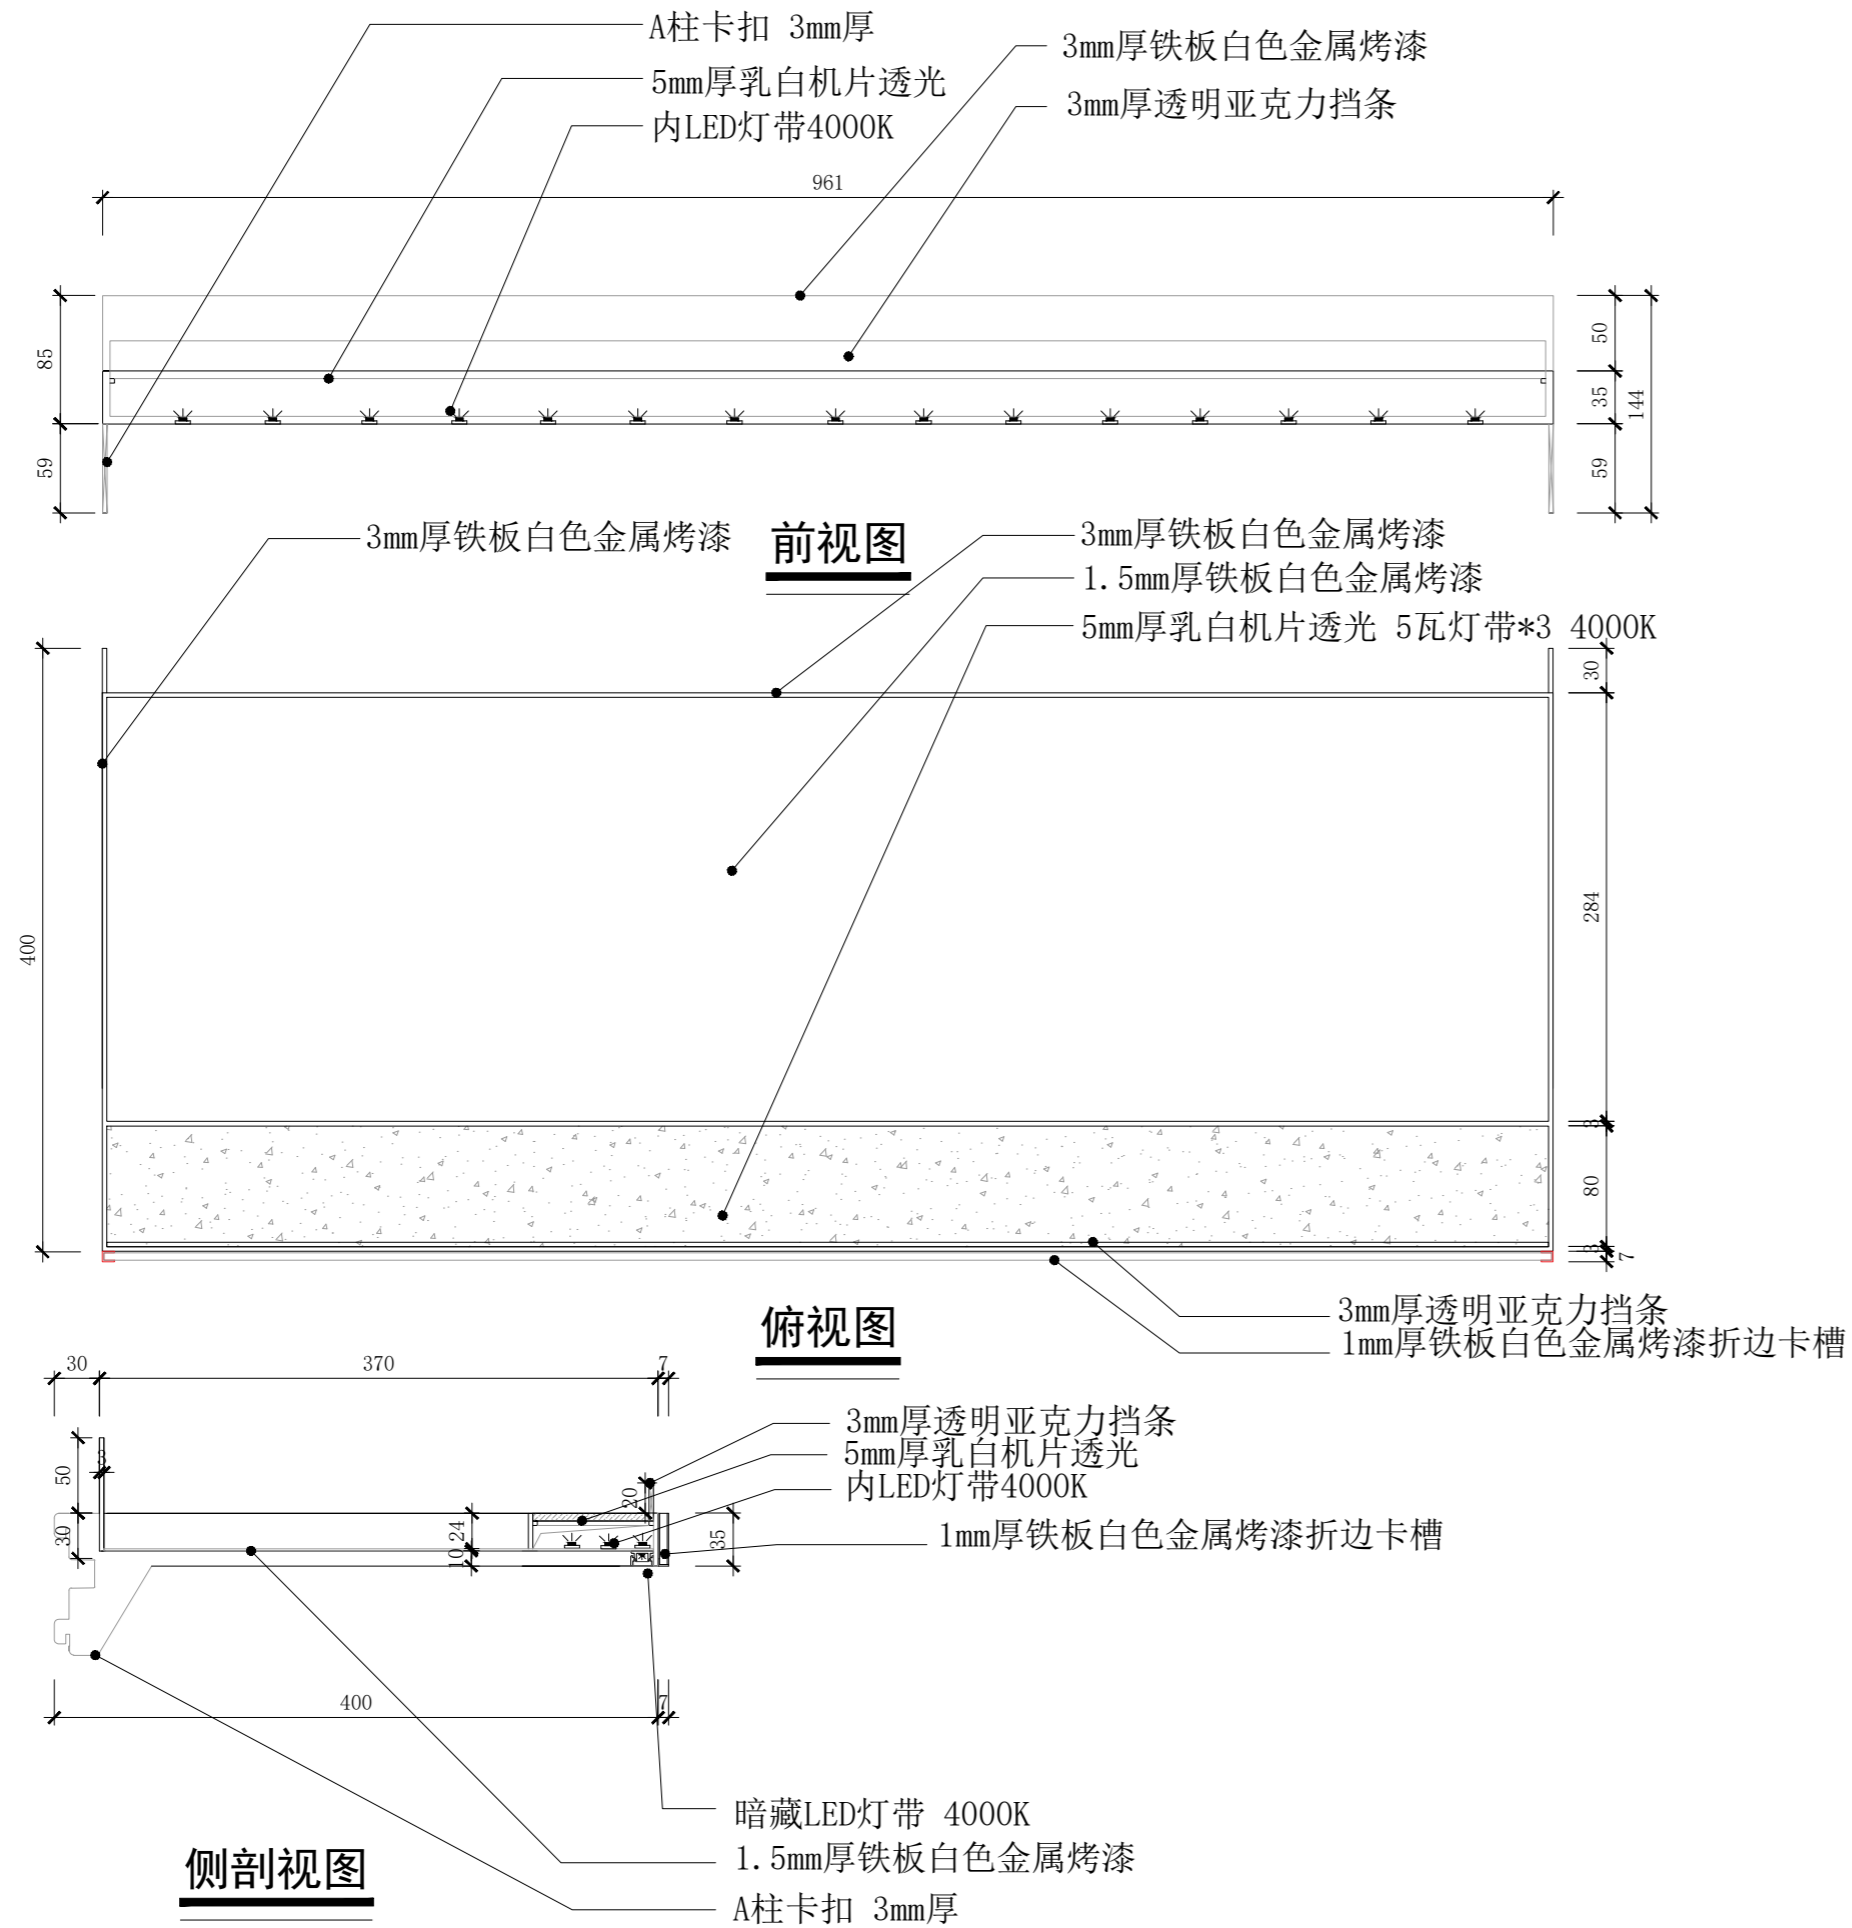 A柱卡扣 3mm厚
3mm厚铁板白色金属烤漆
5mm厚乳白机片透光
3mm厚透明亚克力挡条
内LED灯带4000K
961
85
59
50
35
59
144
前视图
3mm厚铁板白色金属烤漆
3mm厚铁板白色金属烤漆
1.5mm厚铁板白色金属烤漆
5mm厚乳白机片透光 5瓦灯带*3 4000K
400
30
284
3
80
3
7
3mm厚透明亚克力挡条
1mm厚铁板白色金属烤漆折边卡槽
俯视图
30
370
7
3mm厚透明亚克力挡条
5mm厚乳白机片透光
内LED灯带4000K
1mm厚铁板白色金属烤漆折边卡槽
50
3
30
24
10
20
35
400
7
暗藏LED灯带 4000K
1.5mm厚铁板白色金属烤漆
A柱卡扣 3mm厚
侧剖视图